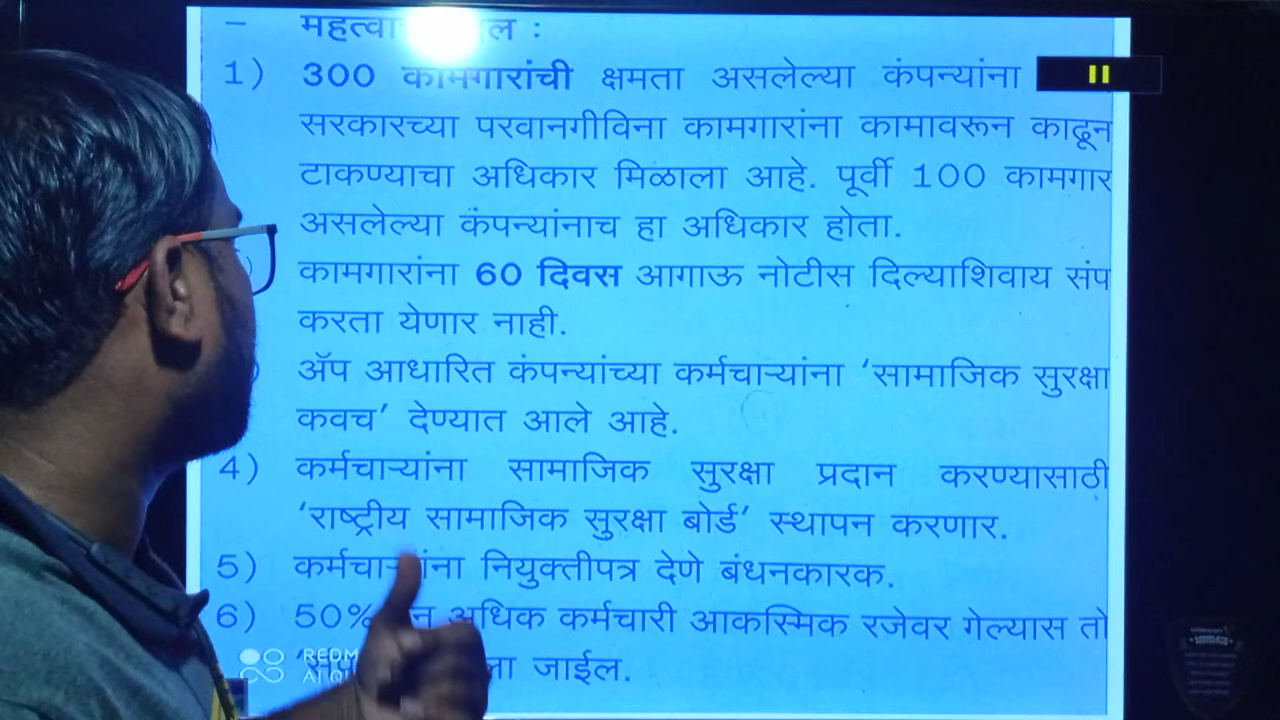 – महत्वा ल :
1) 300 कामगारांची क्षमता असलेल्या कंपन्यांना
सरकारच्या परवानगीविना कामगारांना कामावरून काढून
टाकण्याचा अधिकार मिळाला आहे. पूर्वी 100 कामगार
असलेल्या कंपन्यांनाच हा अधिकार होता.
कामगारांना 60 दिवस आगाऊ नोटीस दिल्याशिवाय संप
करता येणार नाही.
ॲप आधारित कंपन्यांच्या कर्मचाऱ्यांना ‘सामाजिक सुरक्षा
कवच’ देण्यात आले आहे.
4) कर्मचाऱ्यांना सामाजिक सुरक्षा प्रदान करण्यासाठी
‘राष्ट्रीय सामाजिक सुरक्षा बोर्ड’ स्थापन करणार.
5) कर्मचाऱ्यांना नियुक्तीपत्र देणे बंधनकारक.
6) 50% न अधिक कर्मचारी आकस्मिक रजेवर गेल्यास तो
ला जाईल.
REDM
AI QU